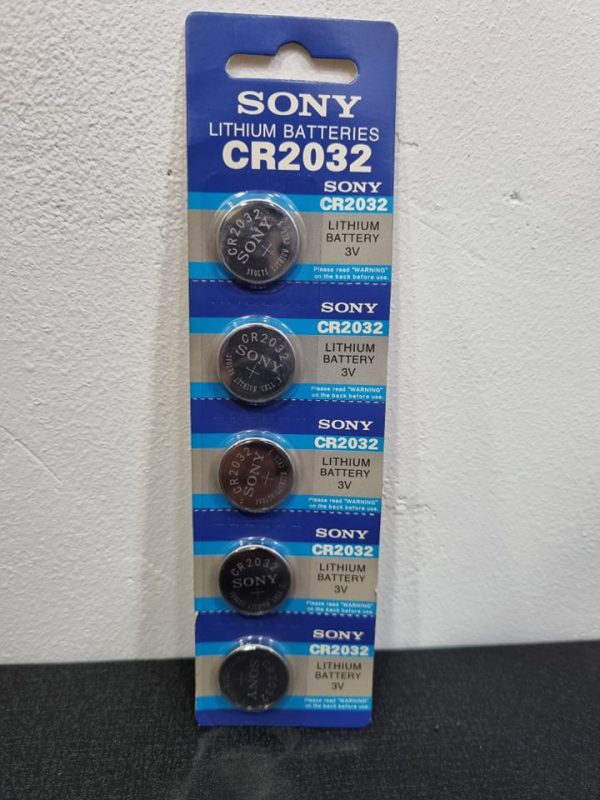 SONY
LITHIUM BATTERIES
CR2032
SONY
CR2032
LITHIUM
BATTERY
3V
Please read "WARNING"
on the back before use.
CR2032
SONY
+
SONY
CR2032
LITHIUM
BATTERY
3V
Please read "WARNING"
on the back before use.
CR2032
SONY
+
LITHIUM CELL
SONY
CR2032
LITHIUM
BATTERY
3V
Please read "WARNING"
on the back before use.
CR2032
SONY
+
SONY
CR2032
LITHIUM
BATTERY
3V
Please read "WARNING"
on the back before use.
CR2032
SONY
+
SONY
CR2032
LITHIUM
BATTERY
3V
Please read "WARNING"
on the back before use.
SONY